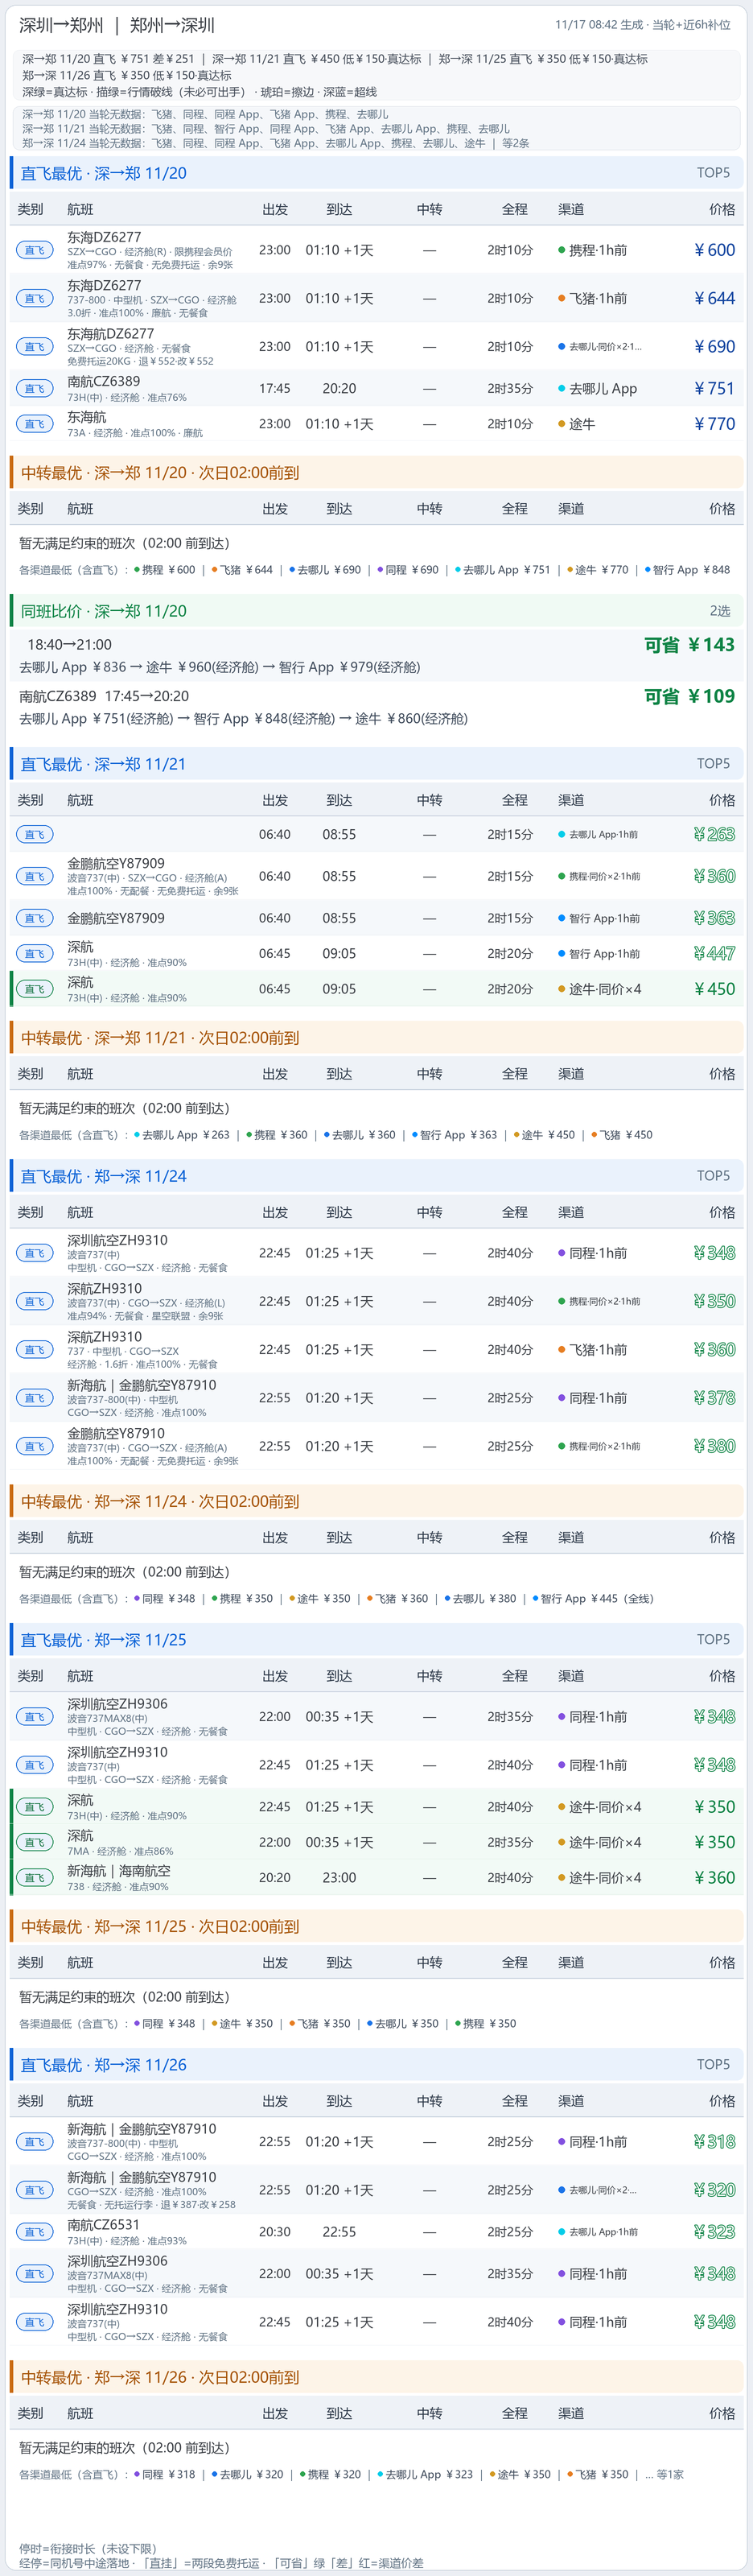 深圳→郑州 | 郑州→深圳
11/17 08:42 生成 · 当轮+近6h补位
深→郑 11/20 直飞 ￥751 差￥251 | 深→郑 11/21 直飞 ￥450 低￥150·真达标 | 郑→深 11/25 直飞 ￥350 低￥150·真达标
郑→深 11/26 直飞 ￥350 低￥150·真达标
深绿=真达标 · 描绿=行情破线（未必可出手） · 琥珀=擦边 · 深蓝=超线
深→郑 11/20 当轮无数据：飞猪、同程、同程 App、飞猪 App、携程、去哪儿
深→郑 11/21 当轮无数据：飞猪、同程、智行 App、同程 App、飞猪 App、去哪儿 App、携程、去哪儿
郑→深 11/24 当轮无数据：飞猪、同程、同程 App、飞猪 App、去哪儿 App、携程、去哪儿、途牛 | 等2条
直飞最优 · 深→郑 11/20 TOP5
类别 航班 出发 到达 中转 全程 渠道 价格
东海DZ6277
直飞 SZX→CGO · 经济舱(R) · 限携程会员价 23:00 01:10 +1天 — 2时10分 携程·1h前 ￥600
准点97% · 无餐食 · 无免费托运 · 余9张
东海DZ6277
直飞 737-800 · 中型机 · SZX→CGO · 经济舱 23:00 01:10 +1天 — 2时10分 飞猪·1h前 ￥644
3.0折 · 准点100% · 廉航 · 无餐食
东海航DZ6277
直飞 SZX→CGO · 经济舱 · 无餐食 23:00 01:10 +1天 — 2时10分 去哪儿·同价×2·1... ￥690
免费托运20KG · 退￥552·改￥552
南航CZ6389
直飞 73H(中) · 经济舱 · 准点76% 17:45 20:20 — 2时35分 去哪儿 App ￥751
东海航
直飞 73A · 经济舱 · 准点100% · 廉航 23:00 01:10 +1天 — 2时10分 途牛 ￥770
中转最优 · 深→郑 11/20 · 次日02:00前到
类别 航班 出发 到达 中转 全程 渠道 价格
暂无满足约束的班次（02:00 前到达）
各渠道最低（含直飞）: 携程 ￥600 | 飞猪 ￥644 | 去哪儿 ￥690 | 同程 ￥690 | 去哪儿 App ￥751 | 途牛 ￥770 | 智行 App ￥848
同班比价 · 深→郑 11/20 2选
18:40→21:00 可省 ￥143
去哪儿 App ￥836 → 途牛 ￥960(经济舱) → 智行 App ￥979(经济舱)
南航CZ6389 17:45→20:20 可省 ￥109
去哪儿 App ￥751(经济舱) → 智行 App ￥848(经济舱) → 途牛 ￥860(经济舱)
直飞最优 · 深→郑 11/21 TOP5
类别 航班 出发 到达 中转 全程 渠道 价格
直飞 06:40 08:55 — 2时15分 去哪儿 App·1h前 ￥263
金鹏航空Y87909
直飞 波音737(中) · SZX→CGO · 经济舱(A) 06:40 08:55 — 2时15分 携程·同价×2·1h前 ￥360
准点100% · 无配餐 · 无免费托运 · 余9张
直飞 金鹏航空Y87909 06:40 08:55 — 2时15分 智行 App·1h前 ￥363
深航
直飞 73H(中) · 经济舱 · 准点90% 06:45 09:05 — 2时20分 智行 App·1h前 ￥447
深航
直飞 73H(中) · 经济舱 · 准点90% 06:45 09:05 — 2时20分 途牛·同价×4 ￥450
中转最优 · 深→郑 11/21 · 次日02:00前到
类别 航班 出发 到达 中转 全程 渠道 价格
暂无满足约束的班次（02:00 前到达）
各渠道最低（含直飞）: 去哪儿 App ￥263 | 携程 ￥360 | 去哪儿 ￥360 | 智行 App ￥363 | 途牛 ￥450 | 飞猪 ￥450
直飞最优 · 郑→深 11/24 TOP5
类别 航班 出发 到达 中转 全程 渠道 价格
深圳航空ZH9310
直飞 波音737(中) 22:45 01:25 +1天 — 2时40分 同程·1h前 ￥348
中型机 · CGO→SZX · 经济舱 · 无餐食
深航ZH9310
直飞 波音737(中) · CGO→SZX · 经济舱(L) 22:45 01:25 +1天 — 2时40分 携程·同价×2·1h前 ￥350
准点94% · 无餐食 · 星空联盟 · 余9张
深航ZH9310
直飞 737 · 中型机 · CGO→SZX 22:45 01:25 +1天 — 2时40分 飞猪·1h前 ￥360
经济舱 · 1.6折 · 准点100% · 无餐食
新海航 | 金鹏航空Y87910
直飞 波音737-800(中) · 中型机 22:55 01:20 +1天 — 2时25分 同程·1h前 ￥378
CGO→SZX · 经济舱 · 准点100%
金鹏航空Y87910
直飞 波音737(中) · CGO→SZX · 经济舱(A) 22:55 01:20 +1天 — 2时25分 携程·同价×2·1h前 ￥380
准点100% · 无配餐 · 无免费托运 · 余9张
中转最优 · 郑→深 11/24 · 次日02:00前到
类别 航班 出发 到达 中转 全程 渠道 价格
暂无满足约束的班次（02:00 前到达）
各渠道最低（含直飞）: 同程 ￥348 | 携程 ￥350 | 途牛 ￥350 | 飞猪 ￥360 | 去哪儿 ￥380 | 智行 App ￥445（全线）
直飞最优 · 郑→深 11/25 TOP5
类别 航班 出发 到达 中转 全程 渠道 价格
深圳航空ZH9306
直飞 波音737MAX8(中) 22:00 00:35 +1天 — 2时35分 同程·1h前 ￥348
中型机 · CGO→SZX · 经济舱 · 无餐食
深圳航空ZH9310
直飞 波音737(中) 22:45 01:25 +1天 — 2时40分 同程·1h前 ￥348
中型机 · CGO→SZX · 经济舱 · 无餐食
深航
直飞 73H(中) · 经济舱 · 准点90% 22:45 01:25 +1天 — 2时40分 途牛·同价×4 ￥350
深航
直飞 7MA · 经济舱 · 准点86% 22:00 00:35 +1天 — 2时35分 途牛·同价×4 ￥350
新海航 | 海南航空
直飞 738 · 经济舱 · 准点90% 20:20 23:00 — 2时40分 途牛·同价×4 ￥360
中转最优 · 郑→深 11/25 · 次日02:00前到
类别 航班 出发 到达 中转 全程 渠道 价格
暂无满足约束的班次（02:00 前到达）
各渠道最低（含直飞）: 同程 ￥348 | 途牛 ￥350 | 飞猪 ￥350 | 去哪儿 ￥350 | 携程 ￥350
直飞最优 · 郑→深 11/26 TOP5
类别 航班 出发 到达 中转 全程 渠道 价格
新海航 | 金鹏航空Y87910
直飞 波音737-800(中) · 中型机 22:55 01:20 +1天 — 2时25分 同程·1h前 ￥318
CGO→SZX · 经济舱 · 准点100%
新海航 | 金鹏航空Y87910
直飞 CGO→SZX · 经济舱 · 准点100% 22:55 01:20 +1天 — 2时25分 去哪儿·同价×2·... ￥320
无餐食 · 无托运行李 · 退￥387·改￥258
南航CZ6531
直飞 73H(中) · 经济舱 · 准点93% 20:30 22:55 — 2时25分 去哪儿 App·1h前 ￥323
深圳航空ZH9306
直飞 波音737MAX8(中) 22:00 00:35 +1天 — 2时35分 同程·1h前 ￥348
中型机 · CGO→SZX · 经济舱 · 无餐食
深圳航空ZH9310
直飞 波音737(中) 22:45 01:25 +1天 — 2时40分 同程·1h前 ￥348
中型机 · CGO→SZX · 经济舱 · 无餐食
中转最优 · 郑→深 11/26 · 次日02:00前到
类别 航班 出发 到达 中转 全程 渠道 价格
暂无满足约束的班次（02:00 前到达）
各渠道最低（含直飞）: 同程 ￥318 | 去哪儿 ￥320 | 携程 ￥320 | 去哪儿 App ￥323 | 途牛 ￥350 | 飞猪 ￥350 | ... 等1家
停时=衔接时长（未设下限）
经停=同机号中途落地 · 「直挂」=两段免费托运 · 「可省」绿「差」红=渠道价差